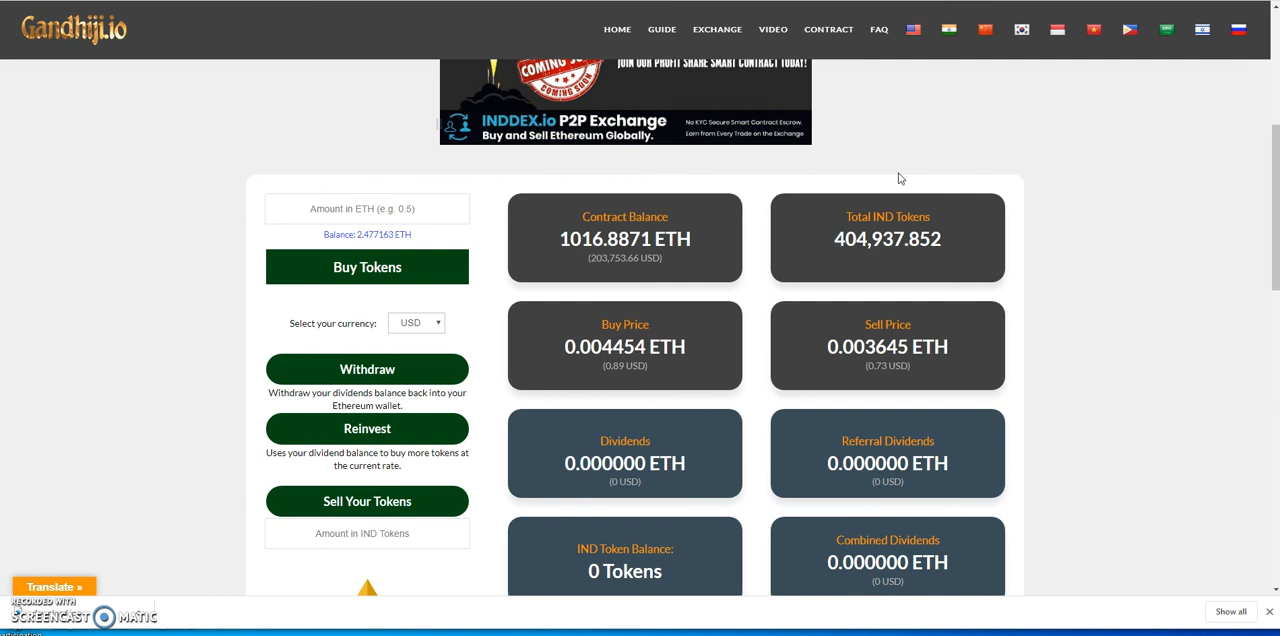 Gandhiji.io
HOME GUIDE EXCHANGE VIDEO CONTRACT FAQ
COMING SOON
COMING SOON
JOIN OUR PROFIT SHARE SMART CONTRACT TODAY!
INDDEX.io P2P Exchange
Buy and Sell Ethereum Globally.
No KYC Secure Smart Contract Escrow.
Earn from Every Trade on the Exchange
Amount in ETH (e.g. 0.5)
Balance: 2.477163 ETH
Buy Tokens
Select your currency: USD
Withdraw
Withdraw your dividends balance back into your
Ethereum wallet.
Reinvest
Uses your dividend balance to buy more tokens at
the current rate.
Sell Your Tokens
Amount in IND Tokens
Contract Balance
1016.8871 ETH
(203,753.66 USD)
Total IND Tokens
404,937.852
Buy Price
0.004454 ETH
(0.89 USD)
Sell Price
0.003645 ETH
(0.73 USD)
Dividends
0.000000 ETH
(0 USD)
Referral Dividends
0.000000 ETH
(0 USD)
IND Token Balance:
0 Tokens
Combined Dividends
0.000000 ETH
(0 USD)
Translate »
RECORDED WITH
SCREENCAST MATIC
Show all